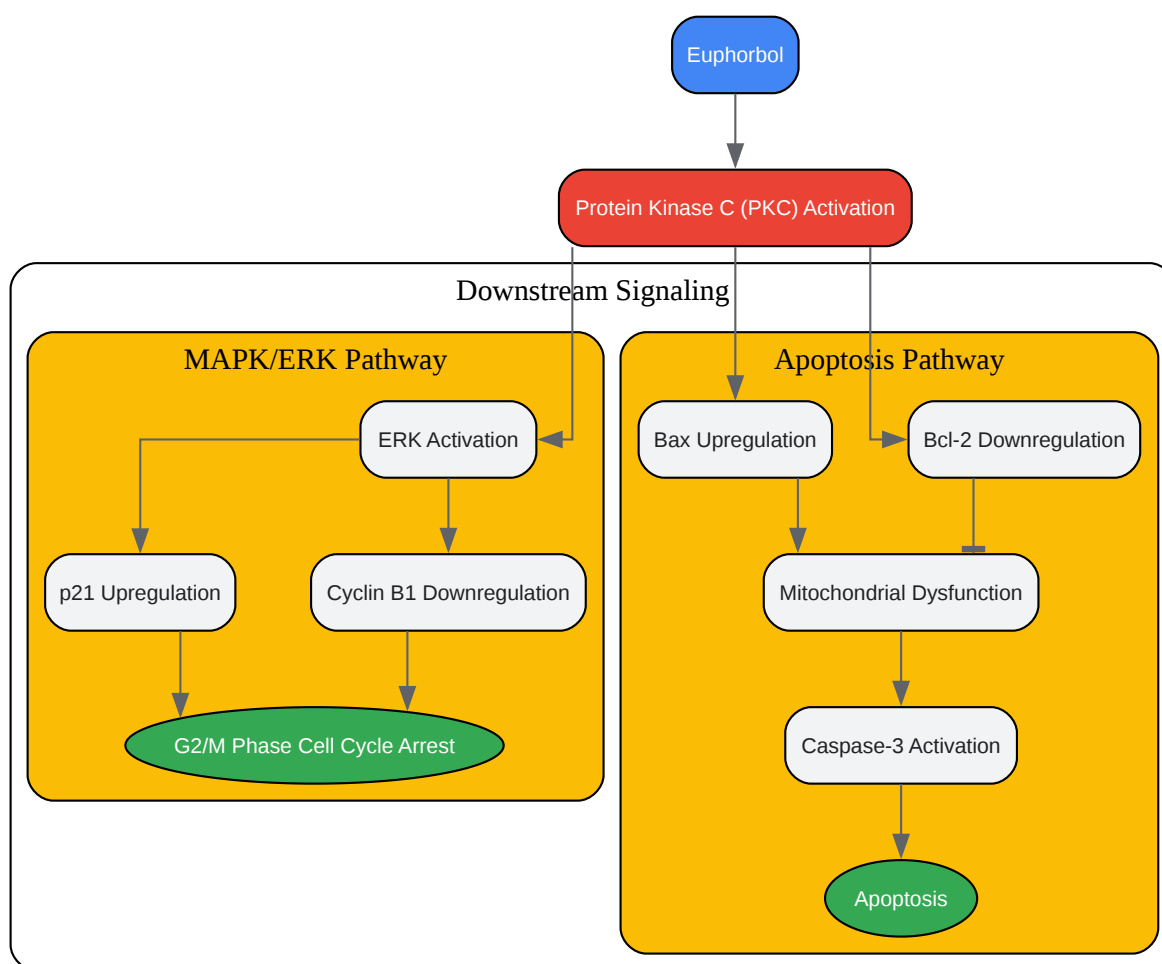 Euphorbol
Protein Kinase C (PKC) Activation
Downstream Signaling
MAPK/ERK Pathway
Apoptosis Pathway
ERK Activation
Bax Upregulation
Bcl-2 Downregulation
p21 Upregulation
Cyclin B1 Downregulation
Mitochondrial Dysfunction
G2/M Phase Cell Cycle Arrest
Caspase-3 Activation
Apoptosis